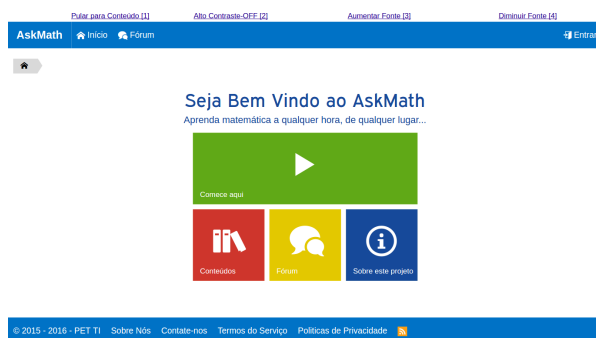 Pular para Conteúdo [1] Alto Contraste-OFF [2] Aumentar Fonte [3] Diminuir Fonte [4]
AskMath Início Fórum Entrar
Seja Bem Vindo ao AskMath
Aprenda matemática a qualquer hora, de qualquer lugar...
Comece aqui
Conteúdos Fórum Sobre este projeto
© 2015 - 2016 - PET TI Sobre Nós Contate-nos Termos do Serviço Politicas de Privacidade